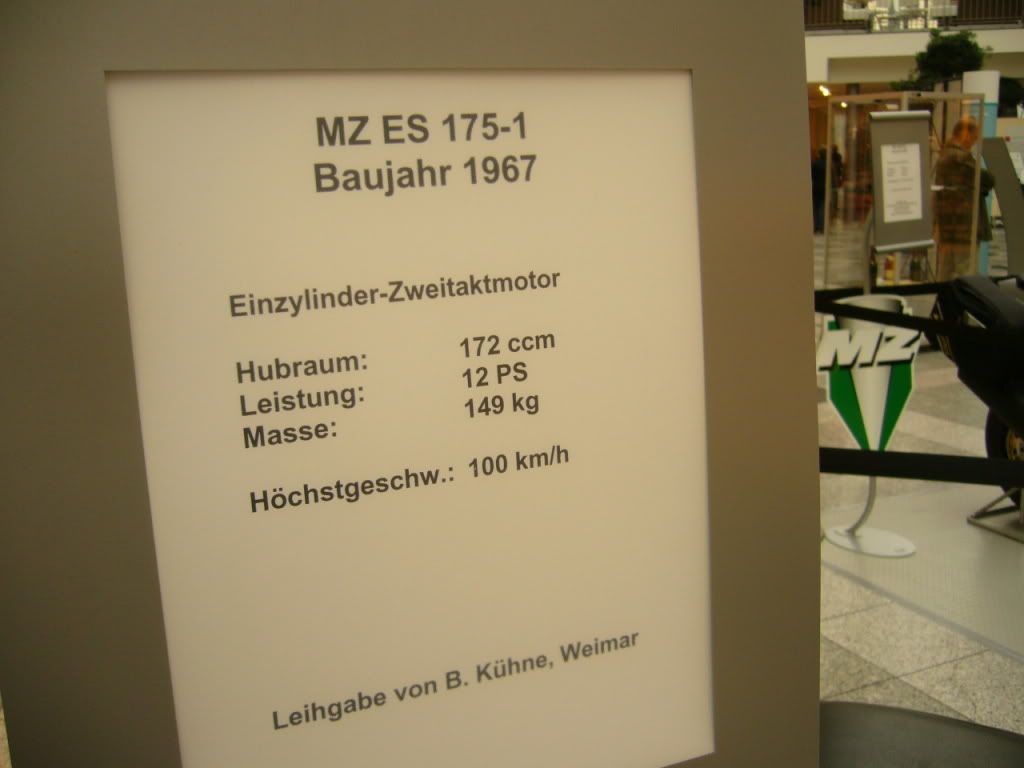 MZ ES 175-1
Baujahr 1967
Einzylinder-Zweitaktmotor
Hubraum: 172 ccm
Leistung: 12 PS
Masse: 149 kg
Höchstgeschw.: 100 km/h
Leihgabe von B. Kühne, Weimar
MZ